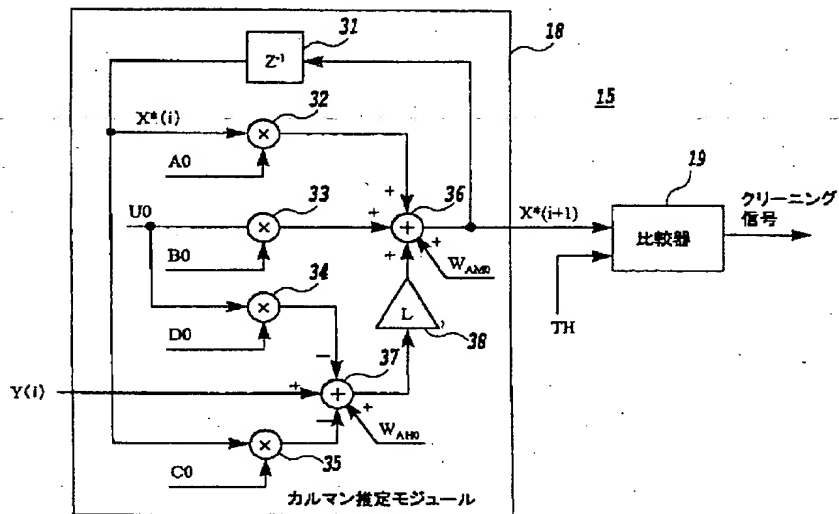 31
18
Z⁻¹
32
15
X*(i)
×
A0
33
36
19
クリーニング
信号
U0
×
+
+
+
X*(i+1)
比較器
B0
34
+
+
W_AM0
×
L
38
TH
D0
−
37
Y(i)
+
+
+
−
W_AH0
×
C0
35
カルマン推定モジュール